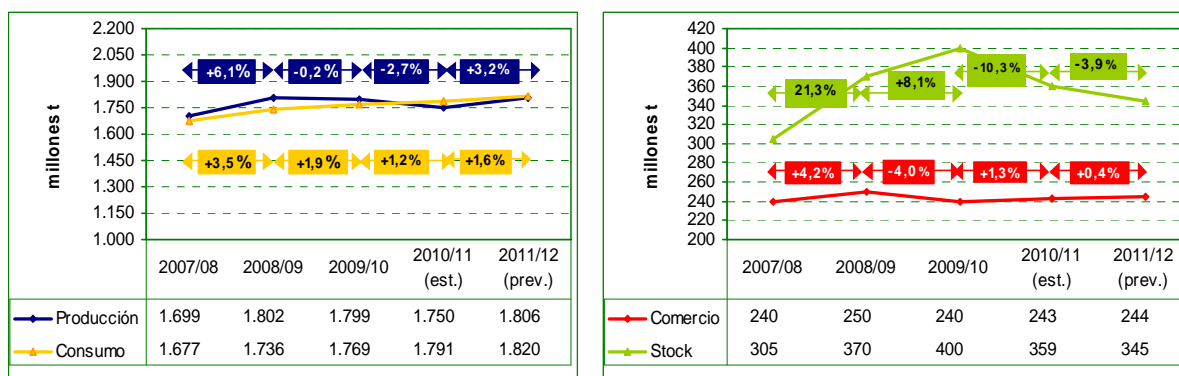 2.200
2.050
1.900
1.750
1.600
1.450
1.300
1.150
1.000
millones t
+6,1% -0,2% -2,7% +3,2%
+3,5% +1,9% +1,2% +1,6%
2007/08 2008/09 2009/10 2010/11 (est.) 2011/12 (prev.)
Producción 1.699 1.802 1.799 1.750 1.806
Consumo 1.677 1.736 1.769 1.791 1.820
420
400
380
360
340
320
300
280
260
240
220
200
millones t
21,3% +8,1% -10,3% -3,9%
+4,2% -4,0% +1,3% +0,4%
2007/08 2008/09 2009/10 2010/11 (est.) 2011/12 (prev.)
Comercio 240 250 240 243 244
Stock 305 370 400 359 345